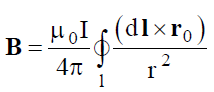 B = μ₀I / 4π ∮₁ (dl × r₀) / r²